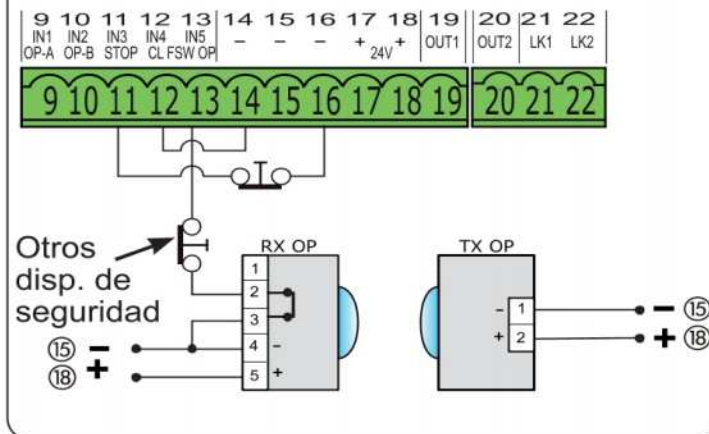 9 10 11 12 13 14 15 16 17 18 19 20 21 22
IN1 IN2 IN3 IN4 IN5 – – – + + OUT1 OUT2 LK1 LK2
OP-A OP-B STOP CL FSW OP 24V
9 10 11 12 13 14 15 16 17 18 19 20 21 22
Otros
disp. de
seguridad
RX OP
1
2
3
4 –
5 +
⑮ –
⑱ +
TX OP
– 1 – ⑮
+ 2 + ⑱